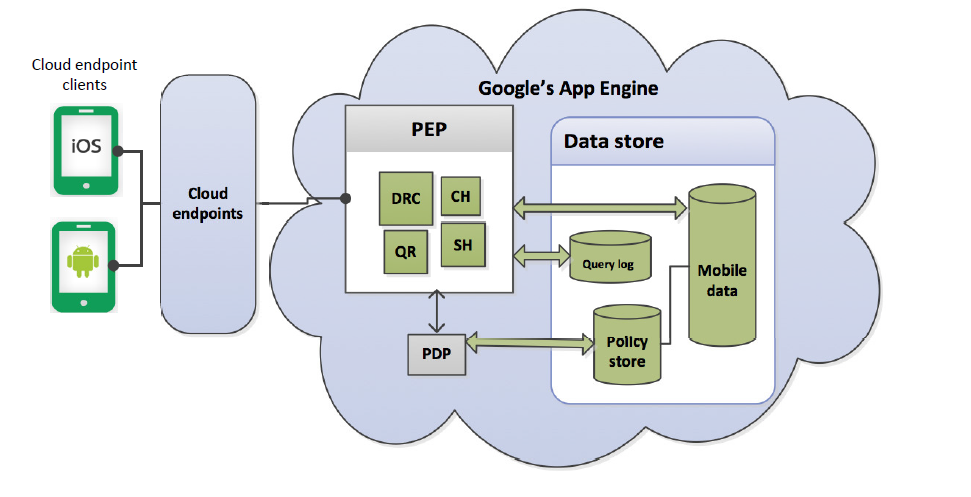 Cloud endpoint
clients
iOS
Cloud
endpoints
Google's App Engine
PEP
DRC
CH
QR
SH
PDP
Data store
Query log
Mobile
data
Policy
store